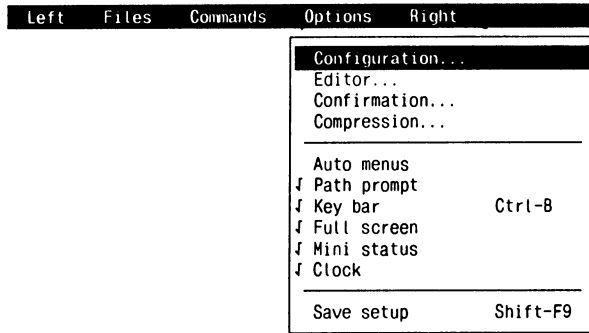 Left Files Commands Options Right
Configuration...
Editor...
Confirmation...
Compression...
Auto menus
√ Path prompt
√ Key bar Ctrl-B
√ Full screen
√ Mini status
√ Clock
Save setup Shift-F9